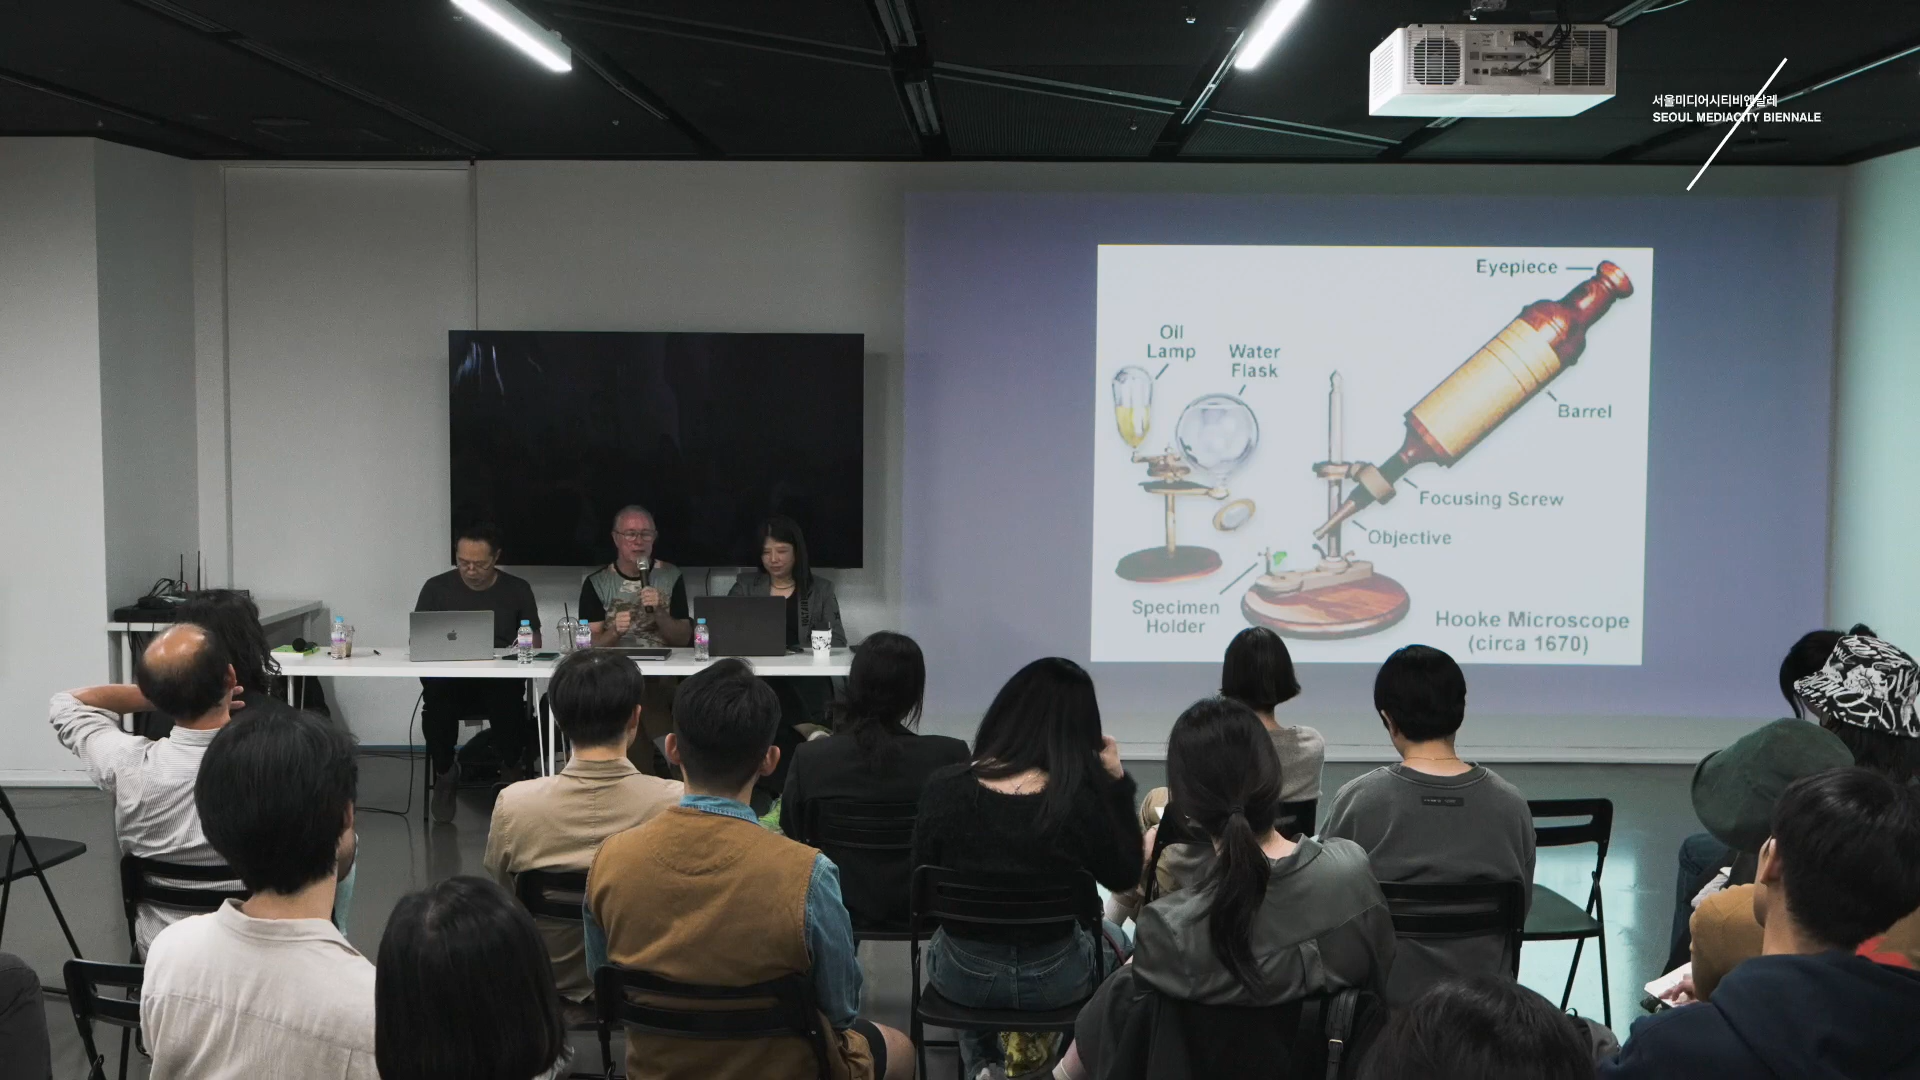 서울미디어시티비엔날레
SEOUL MEDIACITY BIENNALE
Eyepiece
Oil
Lamp
Water
Flask
Barrel
Focusing Screw
Objective
Specimen
Holder
Hooke Microscope
(circa 1670)